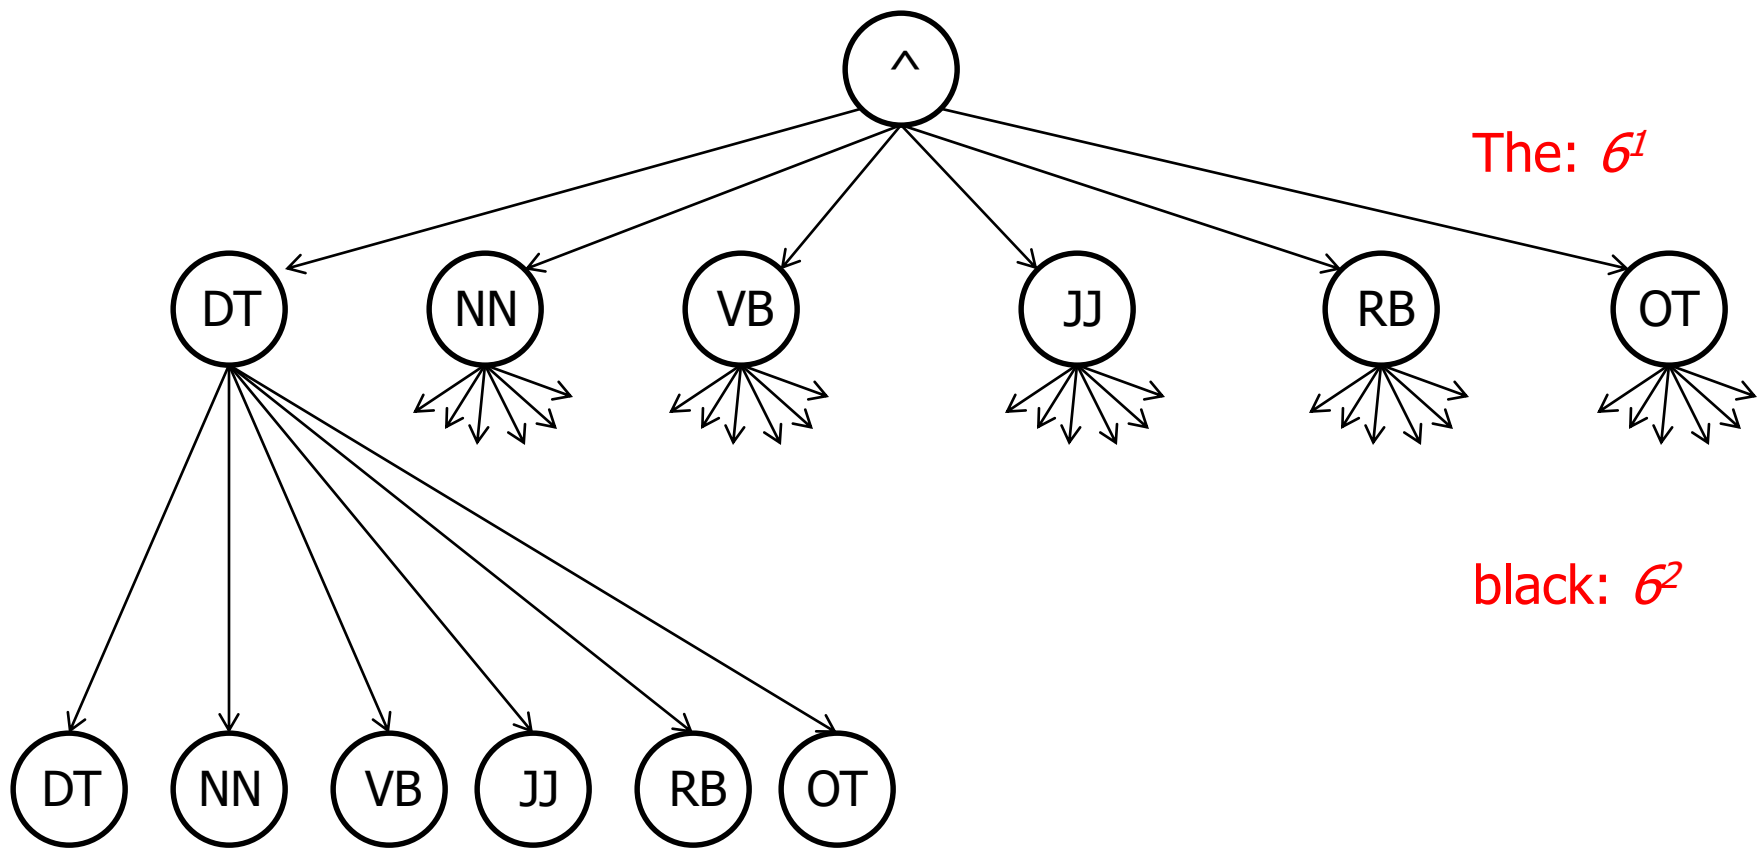 ^
The: 6¹
DT NN VB JJ RB OT
black: 6²
DT NN VB JJ RB OT